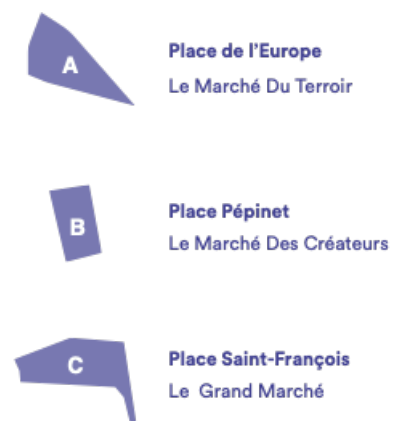 A
Place de l'Europe
Le Marché Du Terroir
B
Place Pépinet
Le Marché Des Créateurs
C
Place Saint-François
Le Grand Marché